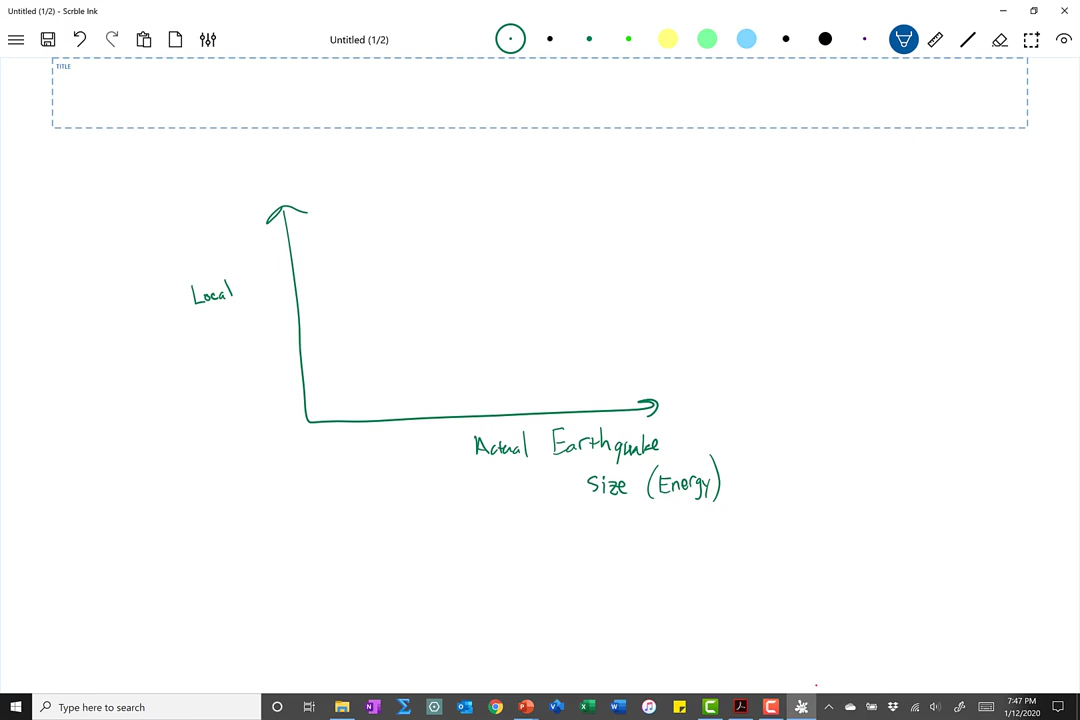 Untitled (1/2) - Scrble Ink
Untitled (1/2)
TITLE
Local
Actual Earthquake
Size (Energy)
Type here to search
7:47 PM
1/12/2020